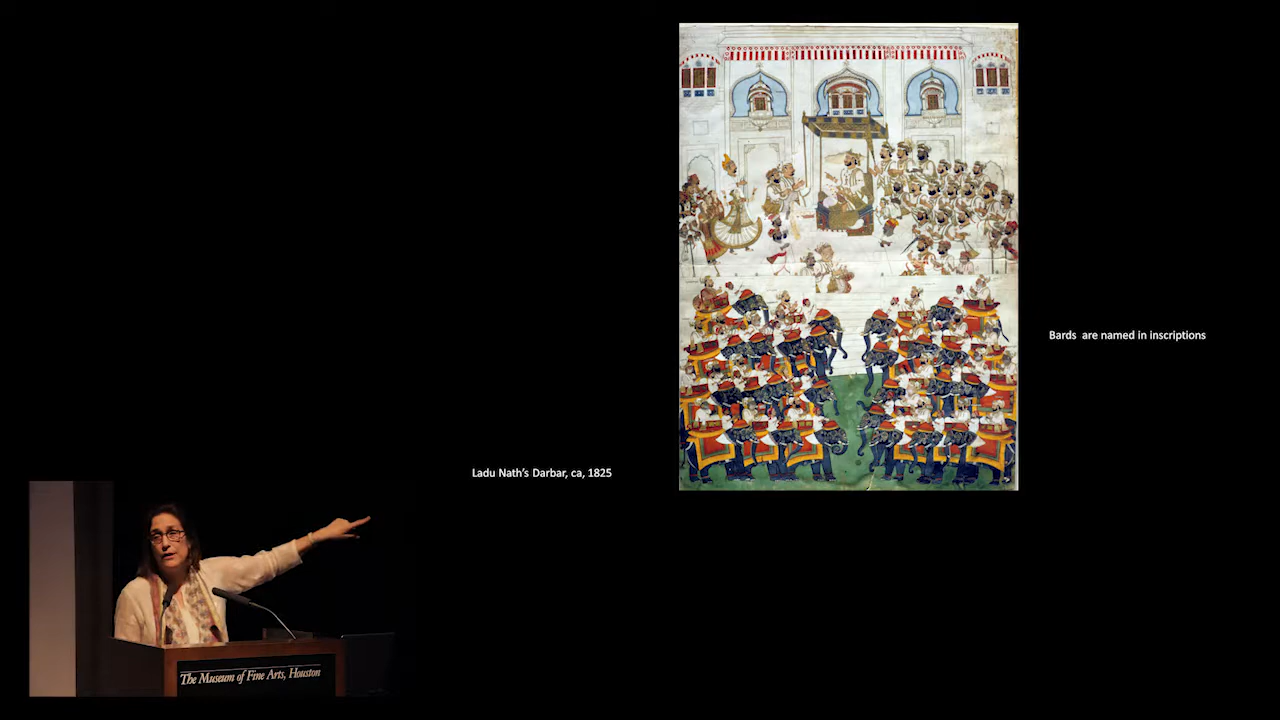 Bards  are named in inscriptions
Ladu Nath's Darbar, ca, 1825
The Museum of Fine Arts, Houston